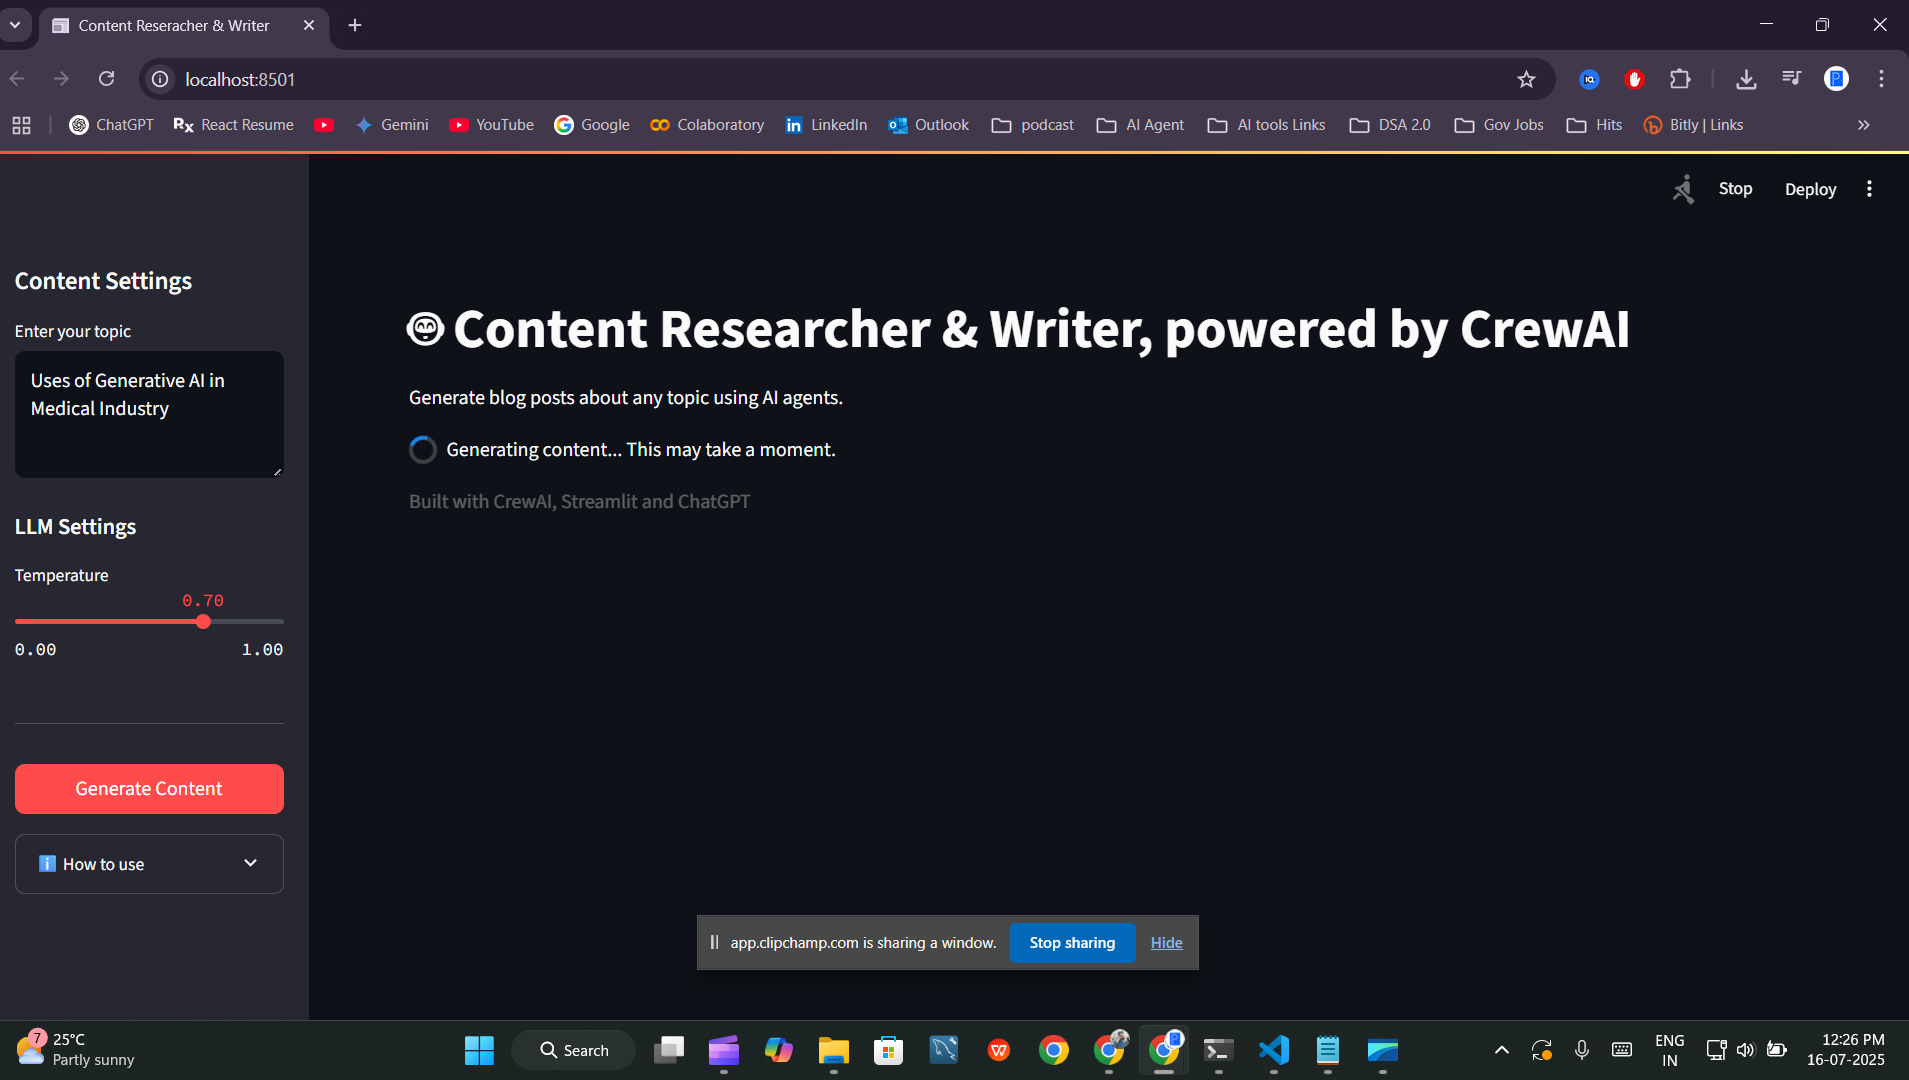 Content Reseracher & Writer
localhost:8501
ChatGPT
Rx React Resume
Gemini
YouTube
Google
Colaboratory
LinkedIn
Outlook
podcast
AI Agent
AI tools Links
DSA 2.0
Gov Jobs
Hits
Bitly | Links
Stop
Deploy
Content Settings
Enter your topic
Uses of Generative AI in
Medical Industry
LLM Settings
Temperature
0.70
0.00
1.00
Generate Content
How to use
Content Researcher & Writer, powered by CrewAI
Generate blog posts about any topic using AI agents.
Generating content... This may take a moment.
Built with CrewAI, Streamlit and ChatGPT
app.clipchamp.com is sharing a window.
Stop sharing
Hide
7
25°C
Partly sunny
Search
ENG
IN
12:26 PM
16-07-2025